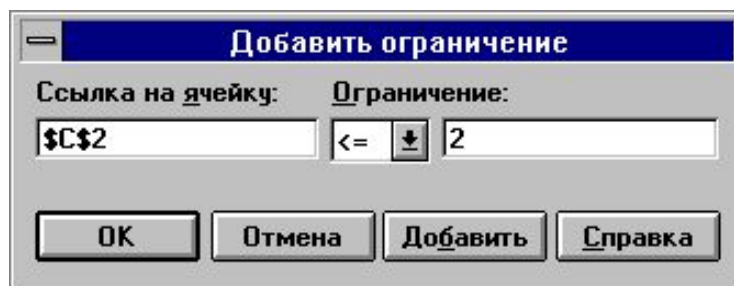 Добавить ограничение
Ссылка на ячейку: Ограничение:
$C$2 <= 2
OK Отмена Добавить Справка